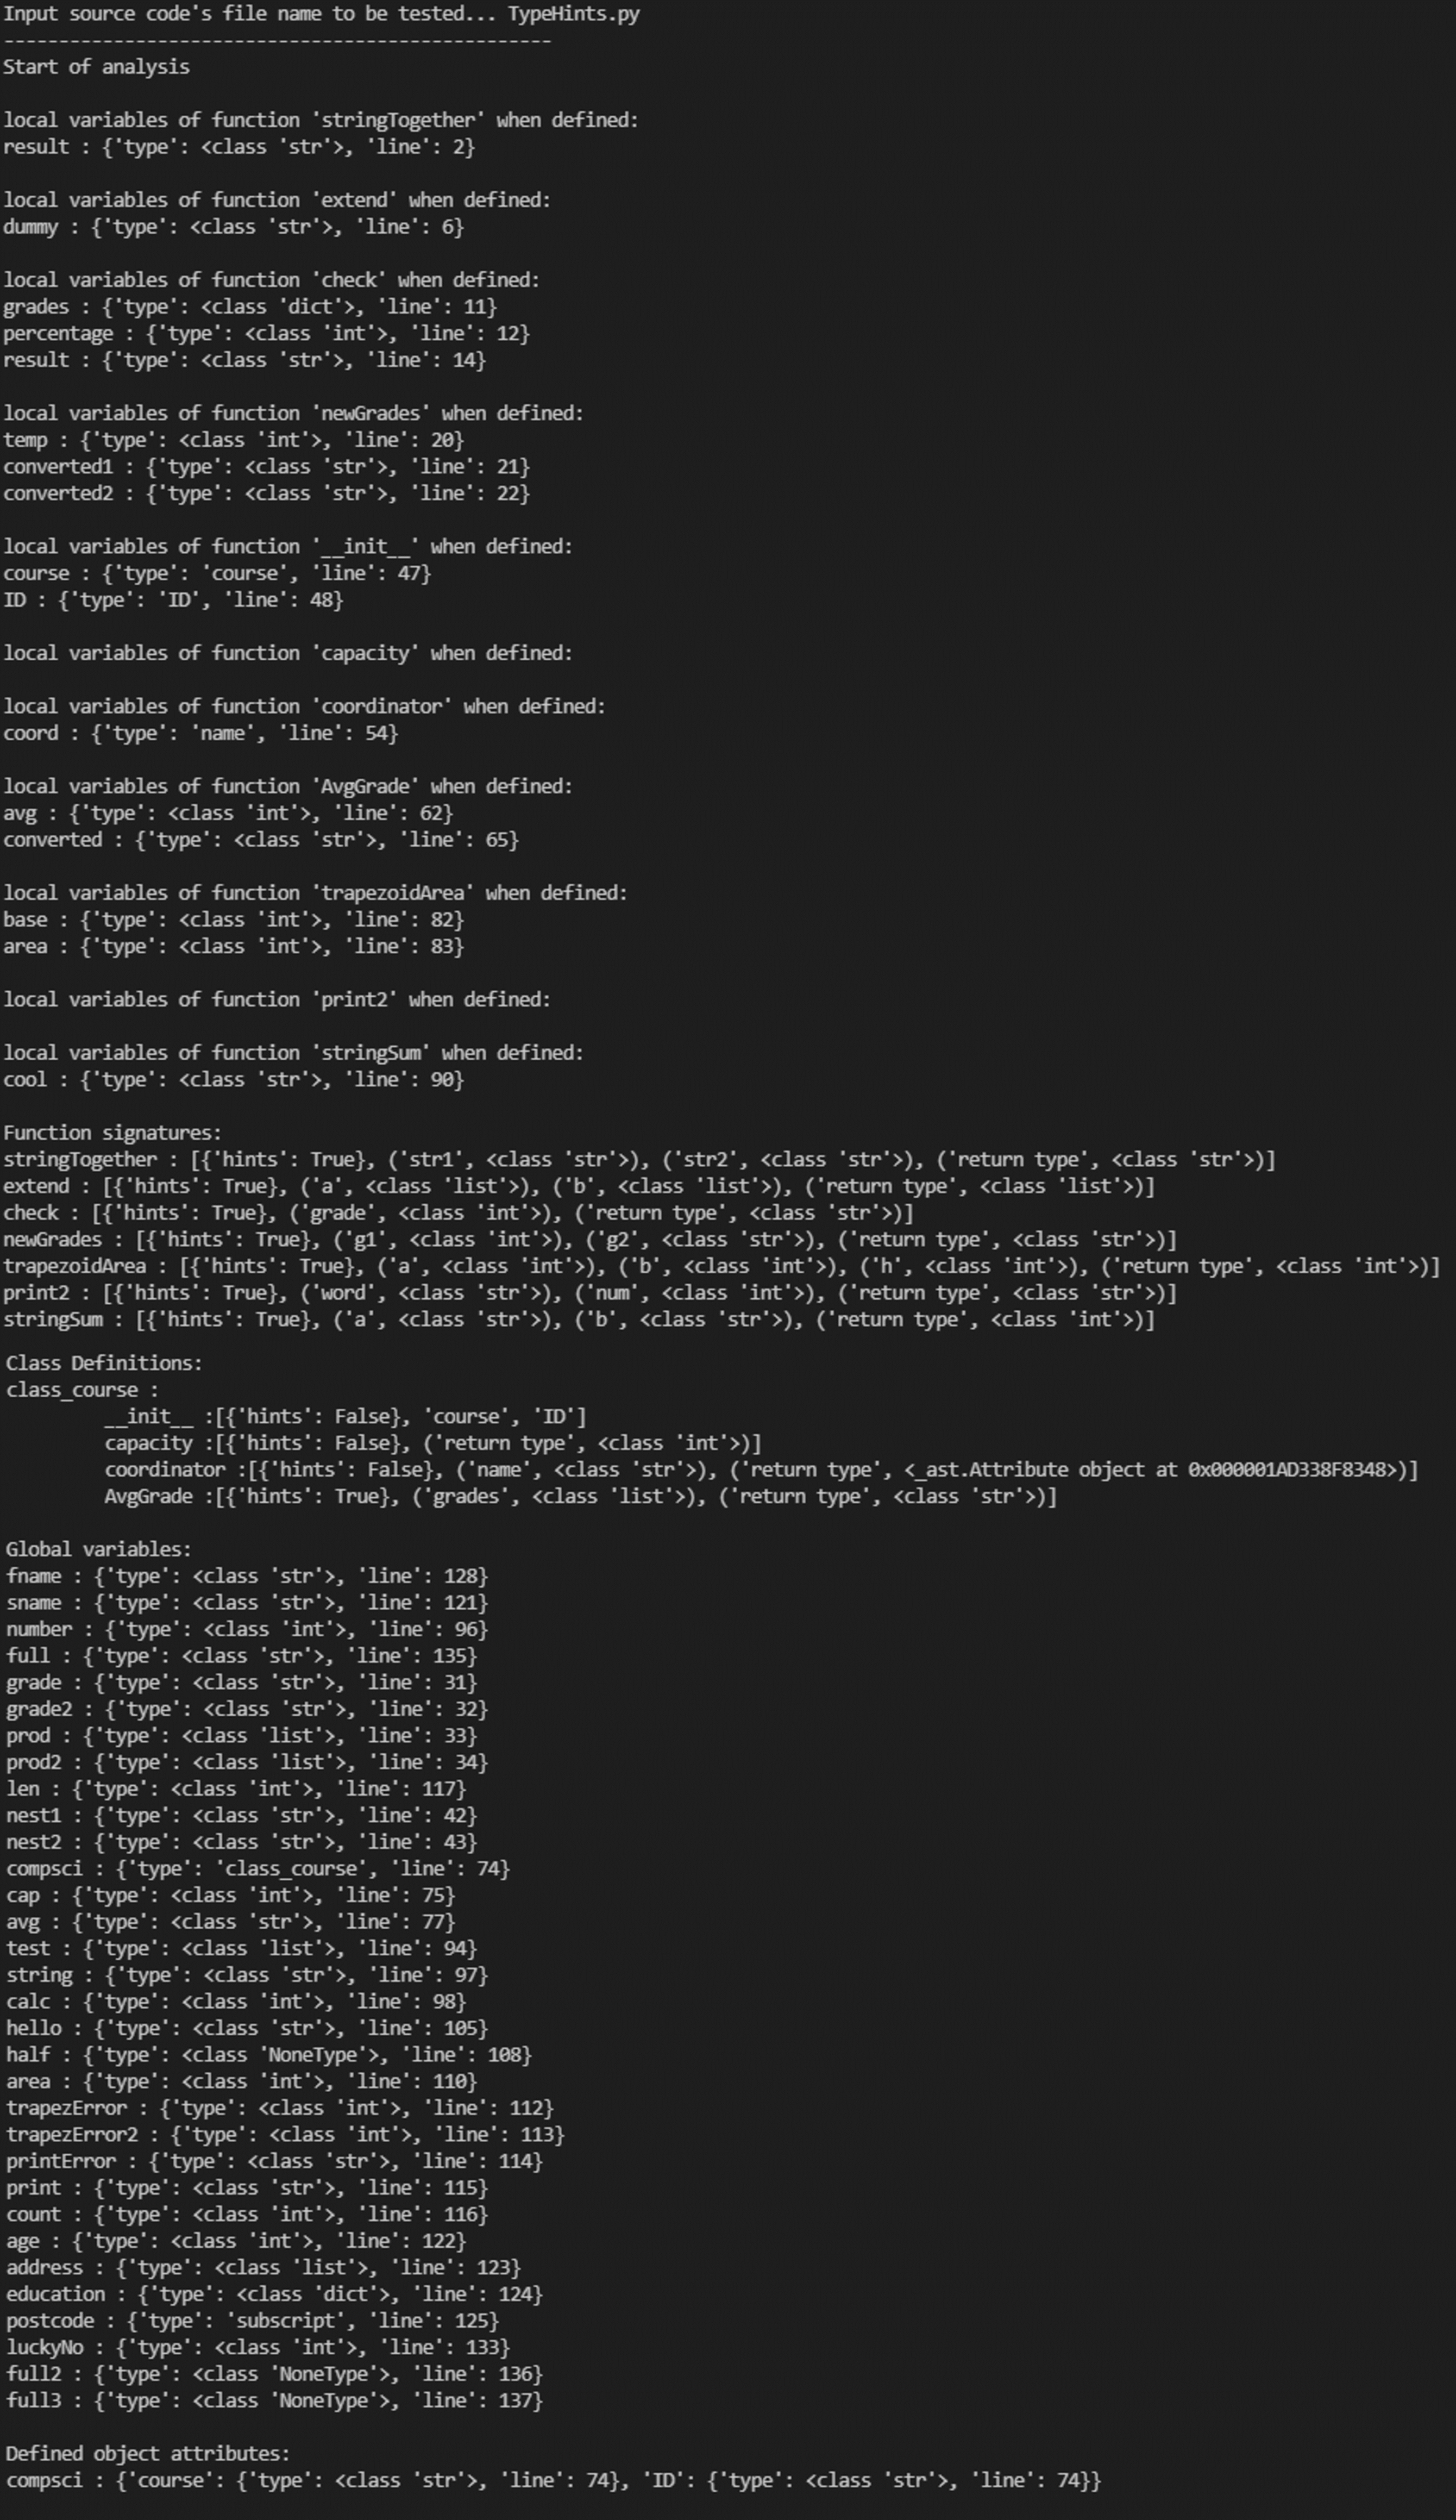 Input source code's file name to be tested... TypeHints.py
--------------------------------------------------
Start of analysis
local variables of function 'stringTogether' when defined:
result : {'type': <class 'str'>, 'line': 2}
local variables of function 'extend' when defined:
dummy : {'type': <class 'str'>, 'line': 6}
local variables of function 'check' when defined:
grades : {'type': <class 'dict'>, 'line': 11}
percentage : {'type': <class 'int'>, 'line': 12}
result : {'type': <class 'str'>, 'line': 14}
local variables of function 'newGrades' when defined:
temp : {'type': <class 'int'>, 'line': 20}
converted1 : {'type': <class 'str'>, 'line': 21}
converted2 : {'type': <class 'str'>, 'line': 22}
local variables of function '__init__' when defined:
course : {'type': 'course', 'line': 47}
ID : {'type': 'ID', 'line': 48}
local variables of function 'capacity' when defined:
local variables of function 'coordinator' when defined:
coord : {'type': 'name', 'line': 54}
local variables of function 'AvgGrade' when defined:
avg : {'type': <class 'int'>, 'line': 62}
converted : {'type': <class 'str'>, 'line': 65}
local variables of function 'trapezoidArea' when defined:
base : {'type': <class 'int'>, 'line': 82}
area : {'type': <class 'int'>, 'line': 83}
local variables of function 'print2' when defined:
local variables of function 'stringSum' when defined:
cool : {'type': <class 'str'>, 'line': 90}
Function signatures:
stringTogether : [{'hints': True}, ('str1', <class 'str'>), ('str2', <class 'str'>), ('return type', <class 'str'>)]
extend : [{'hints': True}, ('a', <class 'list'>), ('b', <class 'list'>), ('return type', <class 'list'>)]
check : [{'hints': True}, ('grade', <class 'int'>), ('return type', <class 'str'>)]
newGrades : [{'hints': True}, ('g1', <class 'int'>), ('g2', <class 'str'>), ('return type', <class 'str'>)]
trapezoidArea : [{'hints': True}, ('a', <class 'int'>), ('b', <class 'int'>), ('h', <class 'int'>), ('return type', <class 'int'>)]
print2 : [{'hints': True}, ('word', <class 'str'>), ('num', <class 'int'>), ('return type', <class 'str'>)]
stringSum : [{'hints': True}, ('a', <class 'str'>), ('b', <class 'str'>), ('return type', <class 'int'>)]
Class Definitions:
class_course :
__init__ :[{'hints': False}, 'course', 'ID']
capacity :[{'hints': False}, ('return type', <class 'int'>)]
coordinator :[{'hints': False}, ('name', <class 'str'>), ('return type', <_ast.Attribute object at 0x000001AD338F8348>)]
AvgGrade :[{'hints': True}, ('grades', <class 'list'>), ('return type', <class 'str'>)]
Global variables:
fname : {'type': <class 'str'>, 'line': 128}
sname : {'type': <class 'str'>, 'line': 121}
number : {'type': <class 'int'>, 'line': 96}
full : {'type': <class 'str'>, 'line': 135}
grade : {'type': <class 'str'>, 'line': 31}
grade2 : {'type': <class 'str'>, 'line': 32}
prod : {'type': <class 'list'>, 'line': 33}
prod2 : {'type': <class 'list'>, 'line': 34}
len : {'type': <class 'int'>, 'line': 117}
nest1 : {'type': <class 'str'>, 'line': 42}
nest2 : {'type': <class 'str'>, 'line': 43}
compsci : {'type': 'class_course', 'line': 74}
cap : {'type': <class 'int'>, 'line': 75}
avg : {'type': <class 'str'>, 'line': 77}
test : {'type': <class 'list'>, 'line': 94}
string : {'type': <class 'str'>, 'line': 97}
calc : {'type': <class 'int'>, 'line': 98}
hello : {'type': <class 'str'>, 'line': 105}
half : {'type': <class 'NoneType'>, 'line': 108}
area : {'type': <class 'int'>, 'line': 110}
trapezError : {'type': <class 'int'>, 'line': 112}
trapezError2 : {'type': <class 'int'>, 'line': 113}
printError : {'type': <class 'str'>, 'line': 114}
print : {'type': <class 'str'>, 'line': 115}
count : {'type': <class 'int'>, 'line': 116}
age : {'type': <class 'int'>, 'line': 122}
address : {'type': <class 'list'>, 'line': 123}
education : {'type': <class 'dict'>, 'line': 124}
postcode : {'type': 'subscript', 'line': 125}
luckyNo : {'type': <class 'int'>, 'line': 133}
full2 : {'type': <class 'NoneType'>, 'line': 136}
full3 : {'type': <class 'NoneType'>, 'line': 137}
Defined object attributes:
compsci : {'course': {'type': <class 'str'>, 'line': 74}, 'ID': {'type': <class 'str'>, 'line': 74}}